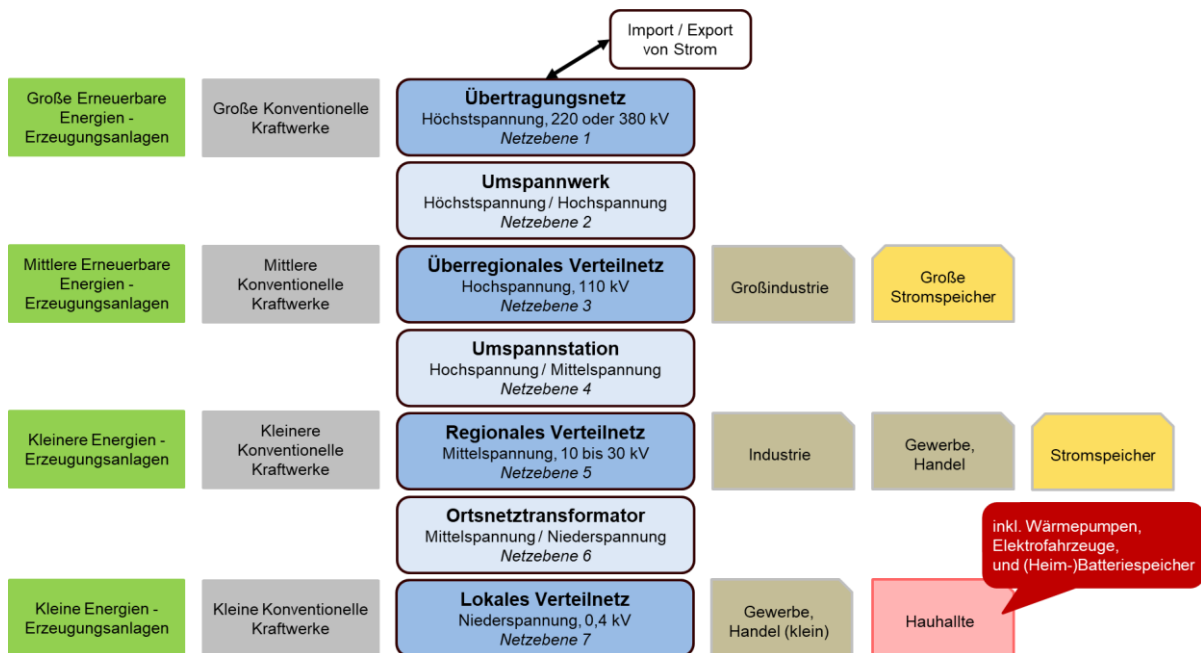 Import / Export
von Strom
Große Erneuerbare
Energien -
Erzeugungsanlagen
Große Konventionelle
Kraftwerke
Übertragungsnetz
Höchstspannung, 220 oder 380 kV
Netzebene 1
Umspannwerk
Höchstspannung / Hochspannung
Netzebene 2
Mittlere Erneuerbare
Energien -
Erzeugungsanlagen
Mittlere
Konventionelle
Kraftwerke
Überregionales Verteilnetz
Hochspannung, 110 kV
Netzebene 3
Großindustrie
Große
Stromspeicher
Umspannstation
Hochspannung / Mittelspannung
Netzebene 4
Kleinere Energien -
Erzeugungsanlagen
Kleinere
Konventionelle
Kraftwerke
Regionales Verteilnetz
Mittelspannung, 10 bis 30 kV
Netzebene 5
Industrie
Gewerbe,
Handel
Stromspeicher
Ortsnetztransformator
Mittelspannung / Niederspannung
Netzebene 6
inkl. Wärmepumpen,
Elektrofahrzeuge,
und (Heim-)Batteriespeicher
Kleine Energien -
Erzeugungsanlagen
Kleine Konventionelle
Kraftwerke
Lokales Verteilnetz
Niederspannung, 0,4 kV
Netzebene 7
Gewerbe,
Handel (klein)
Hauhallte